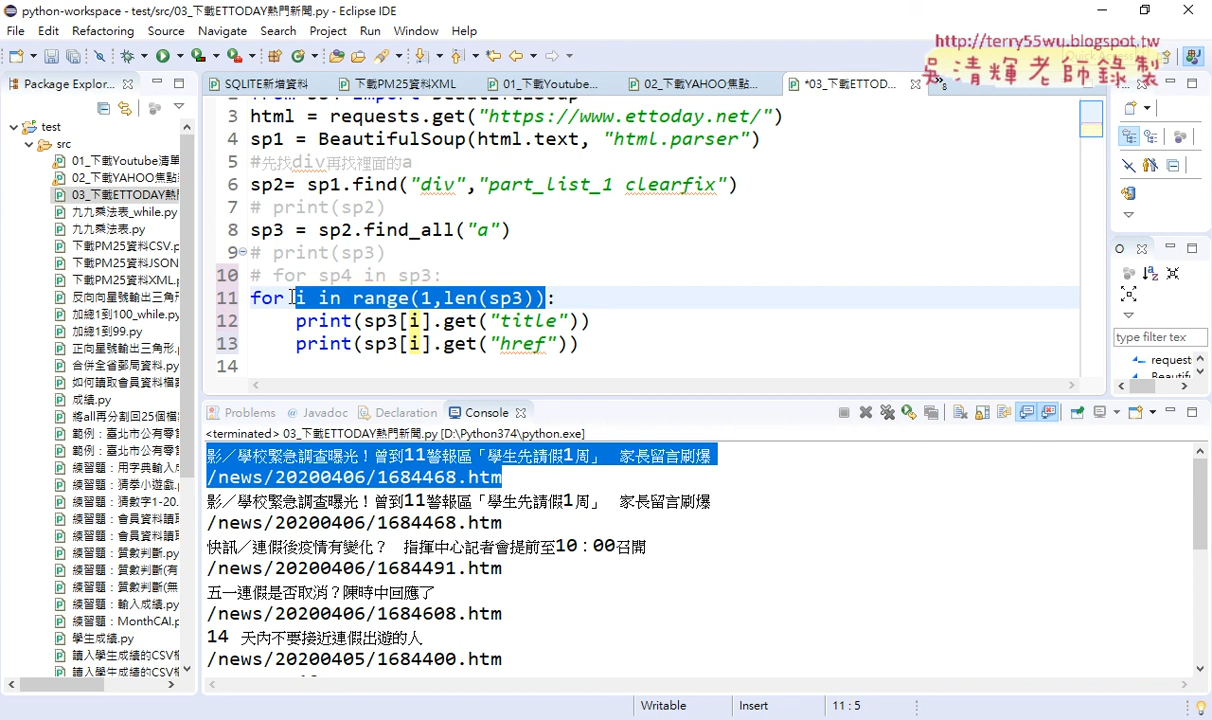 python-workspace - test/src/03_下載ETTODAY熱門新聞.py - Eclipse IDE
File Edit Refactoring Source Navigate Search Project Run Window Help
http://terry55wu.blogspot.tw
吳清輝老師錄製
Package Explor...
SQLITE新增資料
下載PM25資料XML
01_下載Youtube...
02_下載YAHOO焦點...
*03_下載ETTOD...
test
src
01_下載Youtube清單
02_下載YAHOO焦點
03_下載ETTODAY熱
九九乘法表_while.py
九九乘法表.py
下載PM25資料CSV.p
下載PM25資料JSON
下載PM25資料XML.
反向向星號輸出三角形
加總1到100_while.py
加總1到99.py
正向星號輸出三角形.
合併全省郵局資料.py
如何讀取會員資料檔案
成績.py
將all再分割回25個檔
範例：臺北市公有零售
範例：臺北市公有零售
練習題：用字典輸入成
練習題：猜拳小遊戲.
練習題：猜數字1-20.
練習題：會員資料讀取
練習題：會員資料讀取
練習題：質數判斷.py
練習題：質數判斷(有
練習題：質數判斷(無
練習題：輸入成績.py
練習題：MonthCAI.py
學生成績.py
讀入學生成績的CSV檔
讀入學生成績的CSV檔
3 html = requests.get("https://www.ettoday.net/")
4 sp1 = BeautifulSoup(html.text, "html.parser")
5 #先找div再找裡面的a
6 sp2= sp1.find("div","part_list_1 clearfix")
7 # print(sp2)
8 sp3 = sp2.find_all("a")
9 # print(sp3)
10 # for sp4 in sp3:
11 for i in range(1,len(sp3)):
12     print(sp3[i].get("title"))
13     print(sp3[i].get("href"))
14
type filter tex
request
Problems Javadoc Declaration Console
<terminated> 03_下載ETTODAY熱門新聞.py [D:\Python374\python.exe]
影／學校緊急調查曝光！曾到11警報區「學生先請假1周」 家長留言刷爆
/news/20200406/1684468.htm
影／學校緊急調查曝光！曾到11警報區「學生先請假1周」 家長留言刷爆
/news/20200406/1684468.htm
快訊／連假後疫情有變化？ 指揮中心記者會提前至10：00召開
/news/20200406/1684491.htm
五一連假是否取消？陳時中回應了
/news/20200406/1684608.htm
14 天內不要接近連假出遊的人
/news/20200405/1684400.htm
Writable Insert 11 : 5